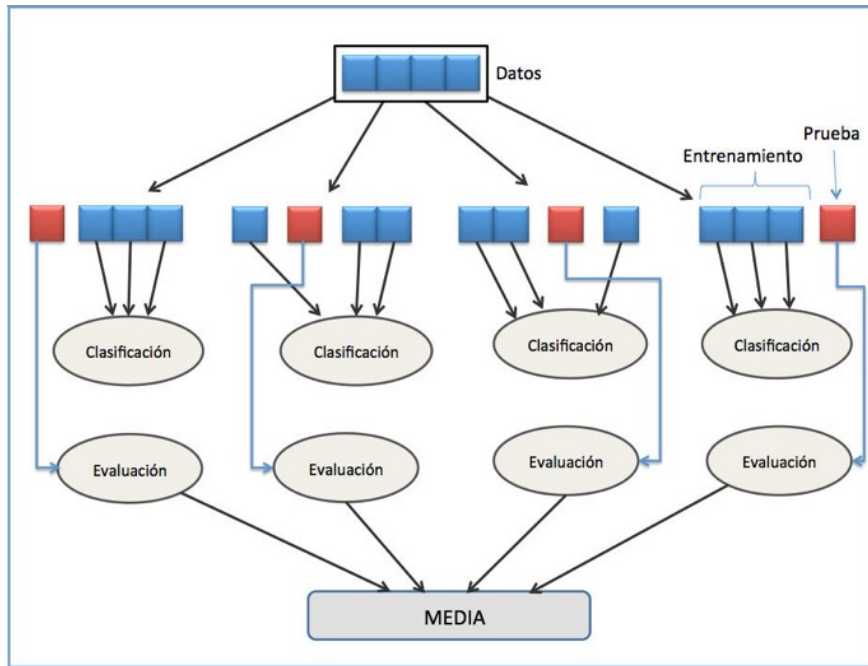 Datos
Prueba
Entrenamiento
Clasificación
Clasificación
Clasificación
Clasificación
Evaluación
Evaluación
Evaluación
Evaluación
MEDIA